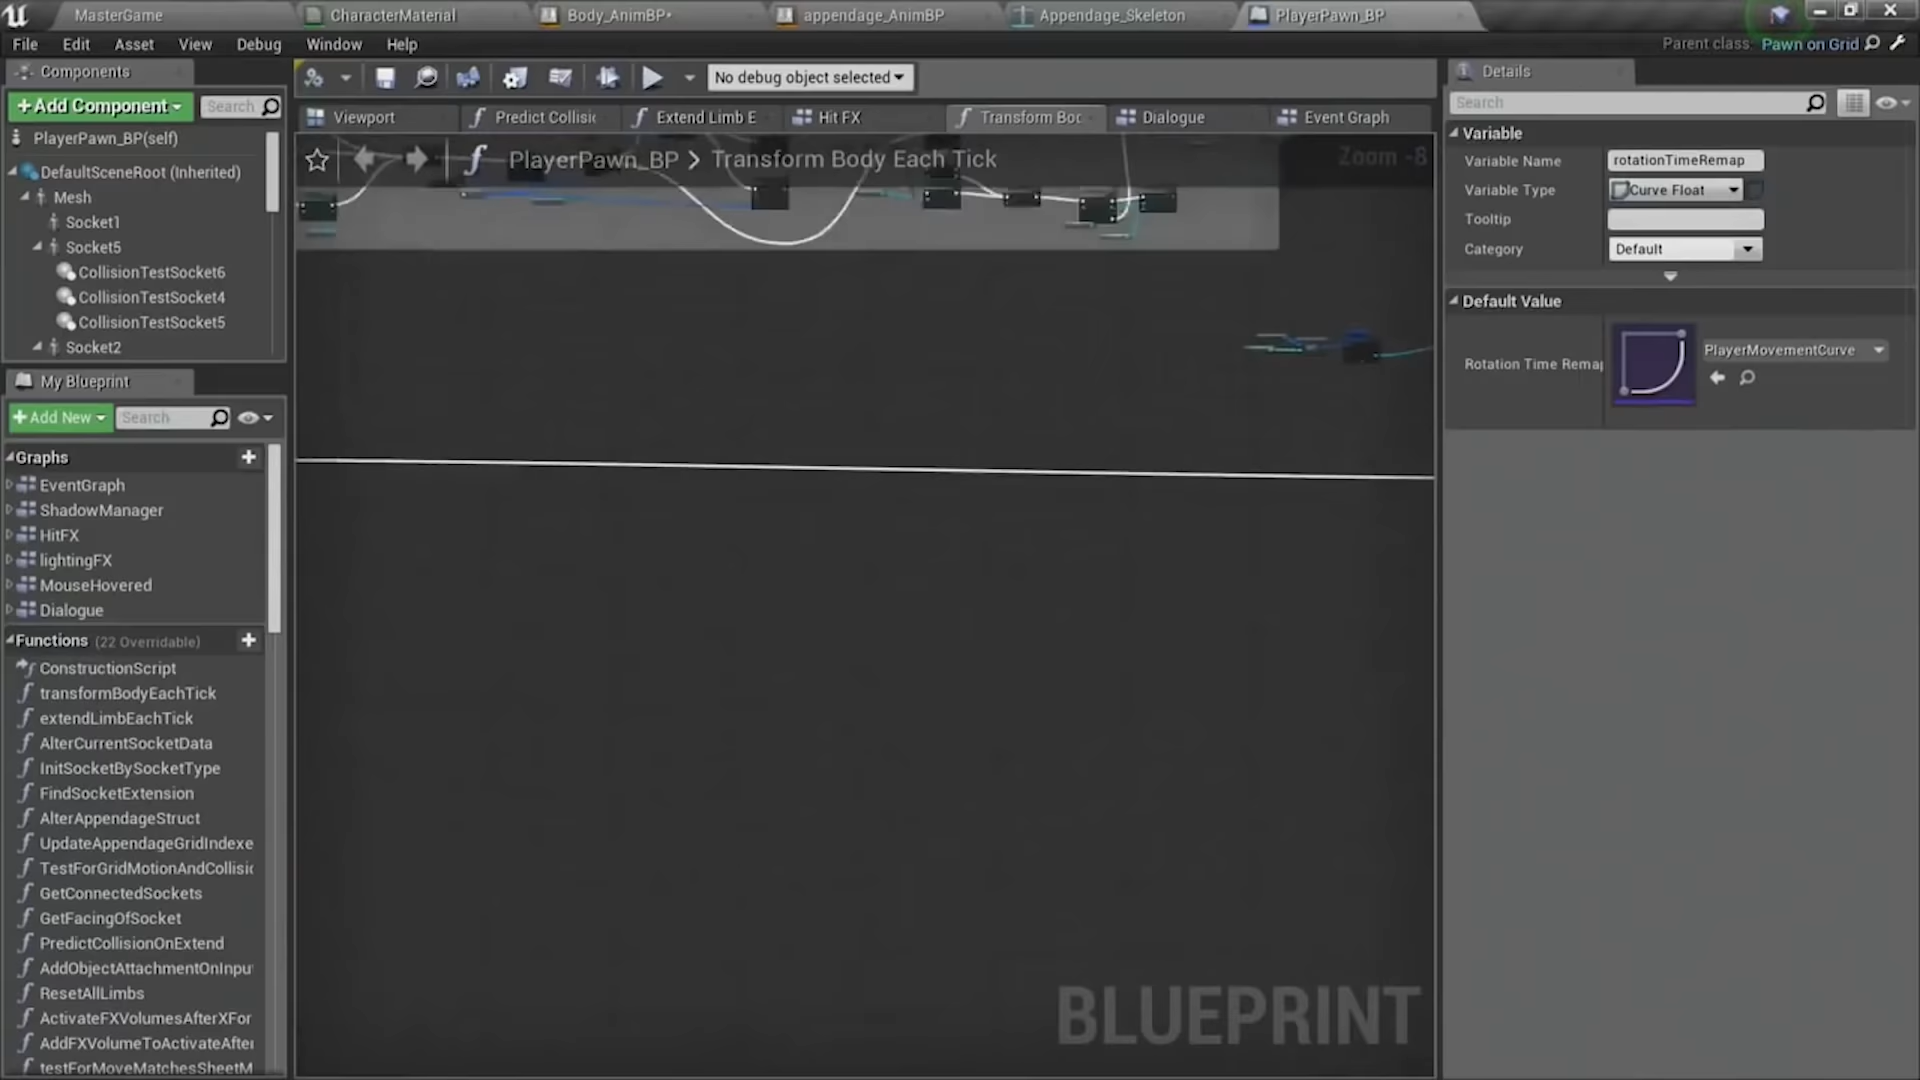 MasterGame
CharacterMaterial
Body_AnimBP*
appendage_AnimBP
Appendage_Skeleton
PlayerPawn_BP
File Edit Asset View Debug Window Help
Parent class: Pawn on Grid
Components
+Add Component
Search
PlayerPawn_BP(self)
DefaultSceneRoot (Inherited)
Mesh
Socket1
Socket5
CollisionTestSocket6
CollisionTestSocket4
CollisionTestSocket5
Socket2
My Blueprint
+Add New
Search
Graphs
EventGraph
ShadowManager
HitFX
lightingFX
MouseHovered
Dialogue
Functions (22 Overridable)
ConstructionScript
transformBodyEachTick
extendLimbEachTick
AlterCurrentSocketData
InitSocketBySocketType
FindSocketExtension
AlterAppendageStruct
UpdateAppendageGridIndexe
TestForGridMotionAndCollisio
GetConnectedSockets
GetFacingOfSocket
PredictCollisionOnExtend
AddObjectAttachmentOnInpu
ResetAllLimbs
ActivateFXVolumesAfterXFor
AddFXVolumeToActivateAfter
testForMoveMatchesSheetM
No debug object selected
Viewport
Predict Collisi
Extend Limb E
Hit FX
Transform Boc
Dialogue
Event Graph
PlayerPawn_BP > Transform Body Each Tick
Zoom -8
BLUEPRINT
Details
Search
Variable
Variable Name rotationTimeRemap
Variable Type Curve Float
Tooltip
Category Default
Default Value
Rotation Time Remap
PlayerMovementCurve